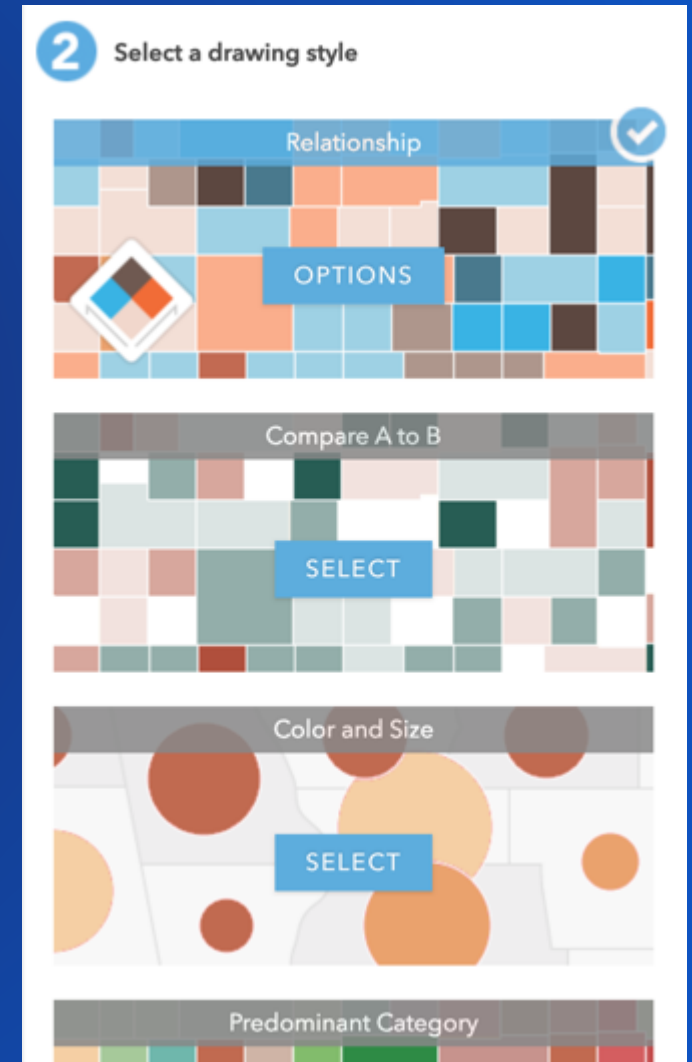 2 Select a drawing style
Relationship
OPTIONS
Compare A to B
SELECT
Color and Size
SELECT
Predominant Category